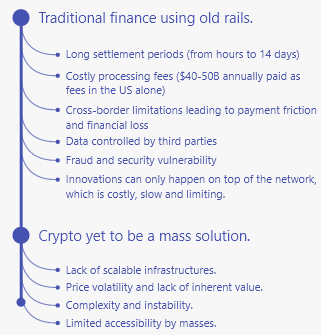 Traditional finance using old rails.
Long settlement periods (from hours to 14 days)
Costly processing fees ($40-50B annually paid as
fees in the US alone)
Cross-border limitations leading to payment friction
and financial loss
Data controlled by third parties
Fraud and security vulnerability
Innovations can only happen on top of the network,
which is costly, slow and limiting.
Crypto yet to be a mass solution.
Lack of scalable infrastructures.
Price volatility and lack of inherent value.
Complexity and instability.
Limited accessibility by masses.